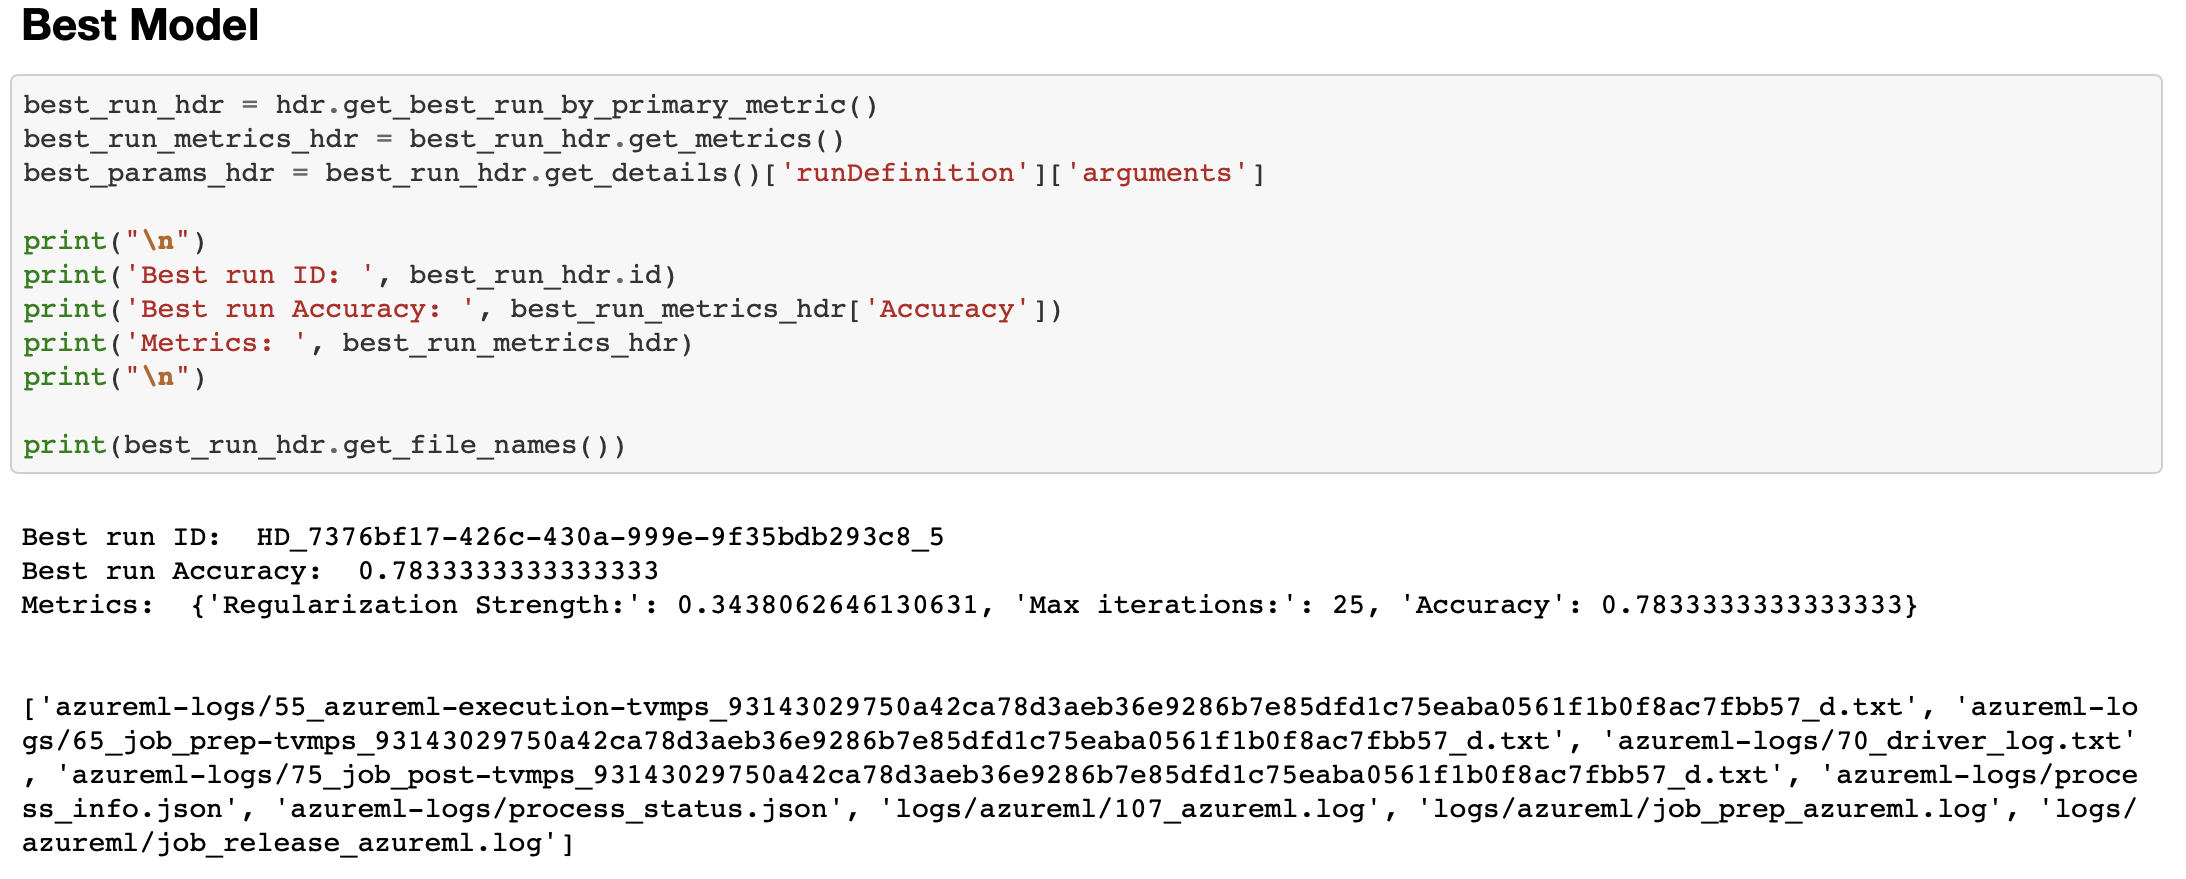 Best Model
best_run_hdr = hdr.get_best_run_by_primary_metric()
best_run_metrics_hdr = best_run_hdr.get_metrics()
best_params_hdr = best_run_hdr.get_details()['runDefinition']['arguments']
print("\n")
print('Best run ID: ', best_run_hdr.id)
print('Best run Accuracy: ', best_run_metrics_hdr['Accuracy'])
print('Metrics: ', best_run_metrics_hdr)
print("\n")
print(best_run_hdr.get_file_names())
Best run ID:  HD_7376bf17-426c-430a-999e-9f35bdb293c8_5
Best run Accuracy:  0.7833333333333333
Metrics:  {'Regularization Strength:': 0.3438062646130631, 'Max iterations:': 25, 'Accuracy': 0.7833333333333333}
['azureml-logs/55_azureml-execution-tvmps_93143029750a42ca78d3aeb36e9286b7e85dfd1c75eaba0561f1b0f8ac7fbb57_d.txt', 'azureml-lo
gs/65_job_prep-tvmps_93143029750a42ca78d3aeb36e9286b7e85dfd1c75eaba0561f1b0f8ac7fbb57_d.txt', 'azureml-logs/70_driver_log.txt'
, 'azureml-logs/75_job_post-tvmps_93143029750a42ca78d3aeb36e9286b7e85dfd1c75eaba0561f1b0f8ac7fbb57_d.txt', 'azureml-logs/proce
ss_info.json', 'azureml-logs/process_status.json', 'logs/azureml/107_azureml.log', 'logs/azureml/job_prep_azureml.log', 'logs/
azureml/job_release_azureml.log']